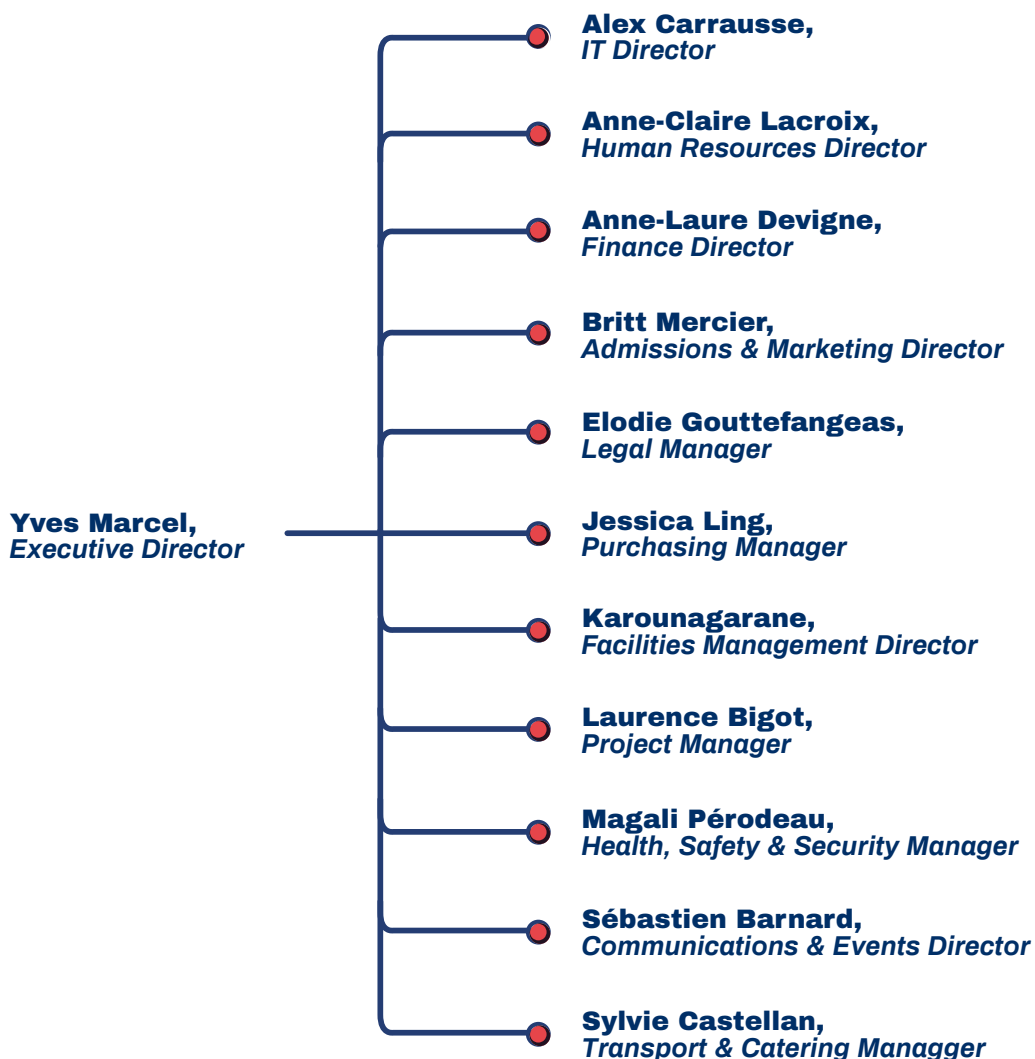 Alex Carrausse,
IT Director
Anne-Claire Lacroix,
Human Resources Director
Anne-Laure Devigne,
Finance Director
Britt Mercier,
Admissions & Marketing Director
Elodie Gouttefangeas,
Legal Manager
Yves Marcel,
Executive Director
Jessica Ling,
Purchasing Manager
Karounagarane,
Facilities Management Director
Laurence Bigot,
Project Manager
Magali Pérodeau,
Health, Safety & Security Manager
Sébastien Barnard,
Communications & Events Director
Sylvie Castellan,
Transport & Catering Managger